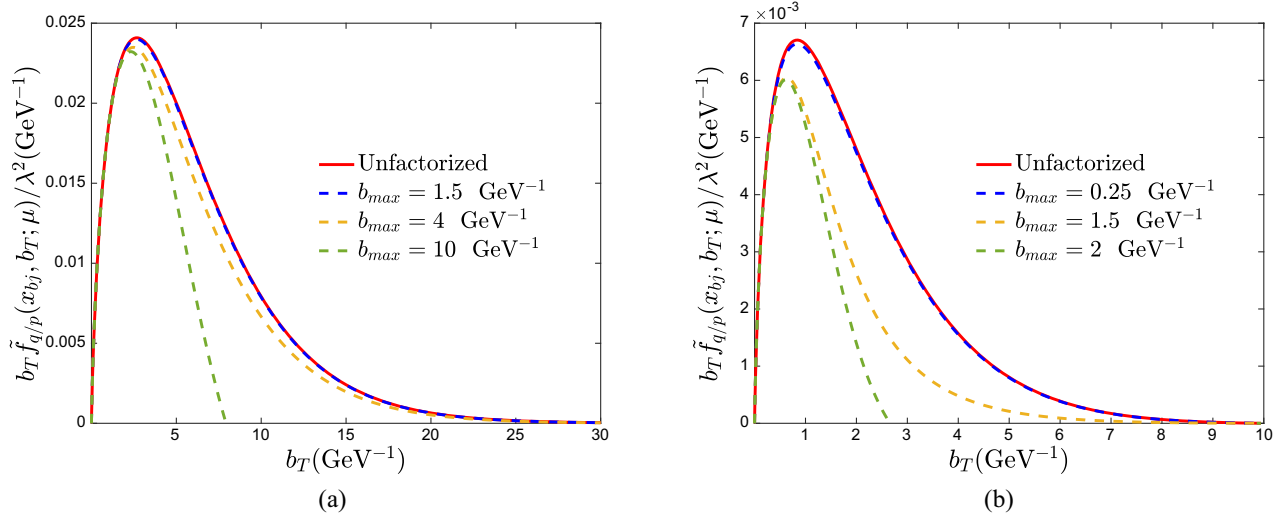 0.025
0.02
0.015
0.01
0.005
0
5
10
15
20
25
30
b_T \tilde{f}_{q/p}(x_{bj}, b_T; μ)/λ²(GeV⁻¹)
b_T(GeV⁻¹)
Unfactorized
b_{max} = 1.5 GeV⁻¹
b_{max} = 4 GeV⁻¹
b_{max} = 10 GeV⁻¹
(a)
7 ×10⁻³
6
5
4
3
2
1
0
1
2
3
4
5
6
7
8
9
10
b_T \tilde{f}_{q/p}(x_{bj}, b_T; μ)/λ²(GeV⁻¹)
b_T(GeV⁻¹)
Unfactorized
b_{max} = 0.25 GeV⁻¹
b_{max} = 1.5 GeV⁻¹
b_{max} = 2 GeV⁻¹
(b)